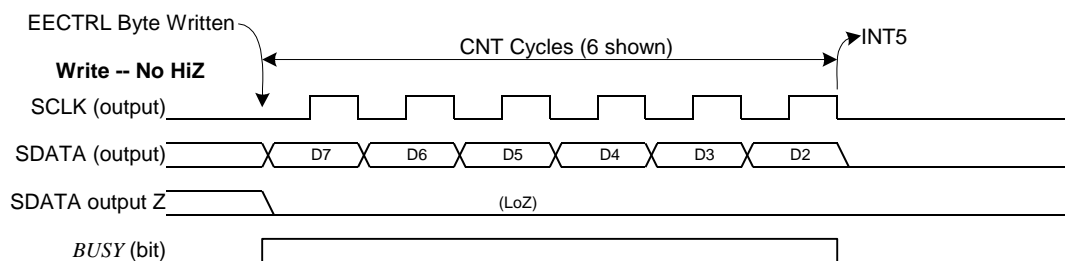 EECTRL Byte Written
CNT Cycles (6 shown)
INT5
Write -- No HiZ
SCLK (output)
SDATA (output)
D7 D6 D5 D4 D3 D2
SDATA output Z
(LoZ)
BUSY (bit)